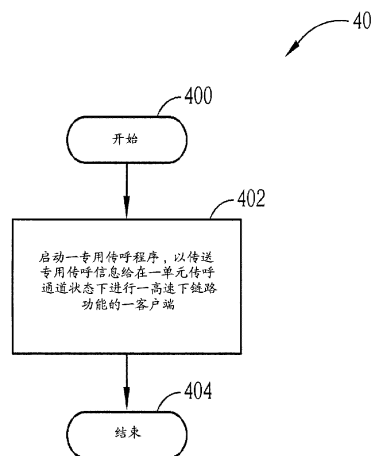 40
400
开始
402
启动一专用传呼程序，以传送
专用传呼信息给在一单元传呼
通道状态下进行一高速下链路
功能的一客户端
404
结束